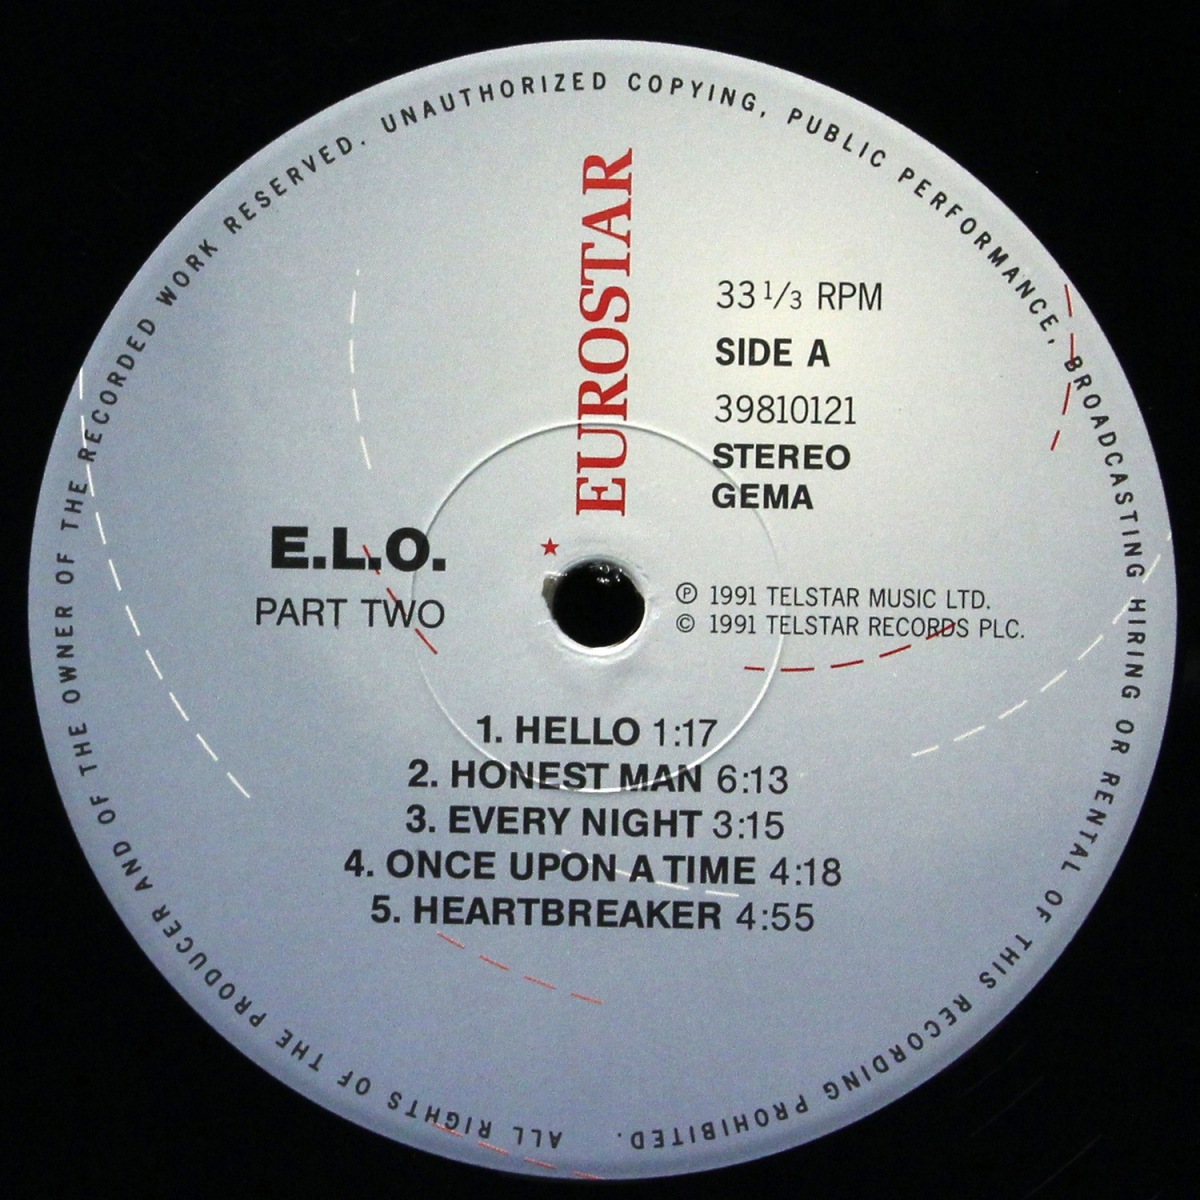 ALL RIGHTS OF THE PRODUCER AND OF THE OWNER OF THE RECORDED WORK RESERVED. UNAUTHORIZED COPYING, PUBLIC PERFORMANCE, BROADCASTING HIRING OR RENTAL OF THIS RECORDING PROHIBITED.
EUROSTAR
33 1/3 RPM
SIDE A
39810121
STEREO
GEMA
E.L.O.
PART TWO
℗ 1991 TELSTAR MUSIC LTD.
© 1991 TELSTAR RECORDS PLC.
1. HELLO 1:17
2. HONEST MAN 6:13
3. EVERY NIGHT 3:15
4. ONCE UPON A TIME 4:18
5. HEARTBREAKER 4:55